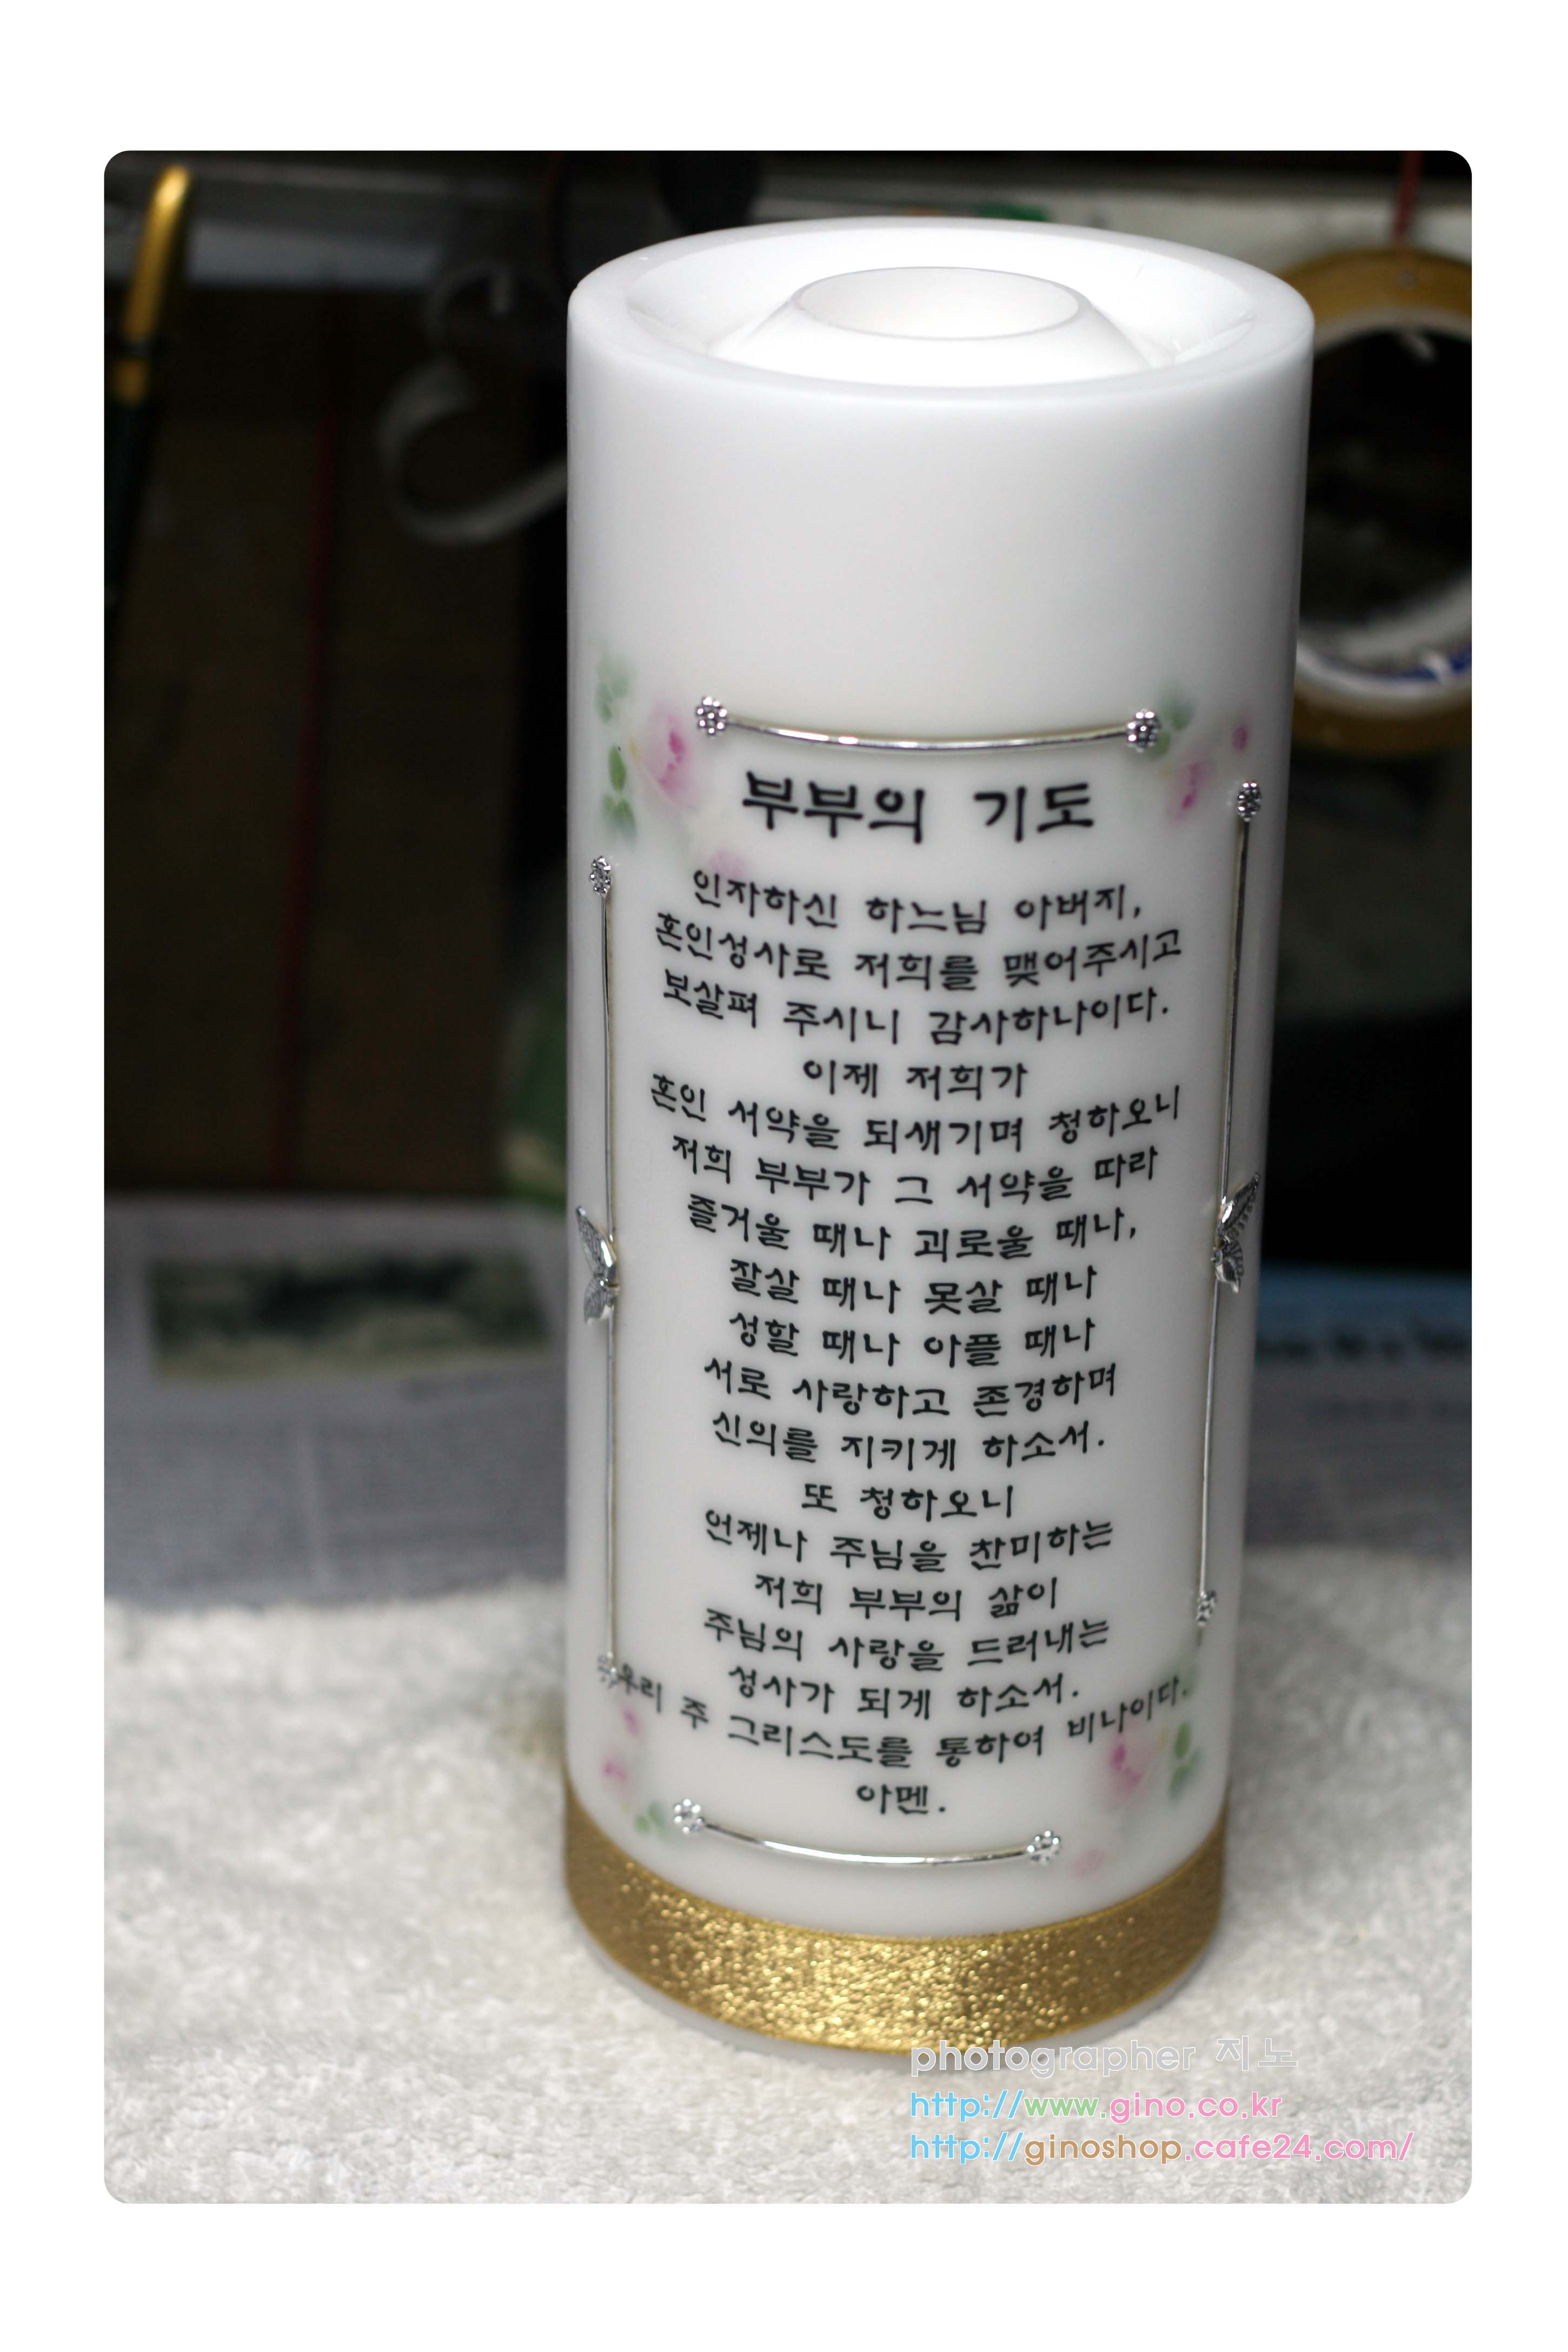 부부의 기도
인자하신 하느님 아버지,
혼인성사로 저희를 맺어주시고
보살펴 주시니 감사하나이다.
이제 저희가
혼인 서약을 되새기며 청하오니
저희 부부가 그 서약을 따라
즐거울 때나 괴로울 때나,
잘살 때나 못살 때나
성할 때나 아플 때나
서로 사랑하고 존경하며
신의를 지키게 하소서.
또 청하오니
언제나 주님을 찬미하는
저희 부부의 삶이
주님의 사랑을 드러내는
성사가 되게 하소서.
우리 주 그리스도를 통하여 비나이다.
아멘.
photographer 지노
http://www.gino.co.kr
http://ginoshop.cafe24.com/